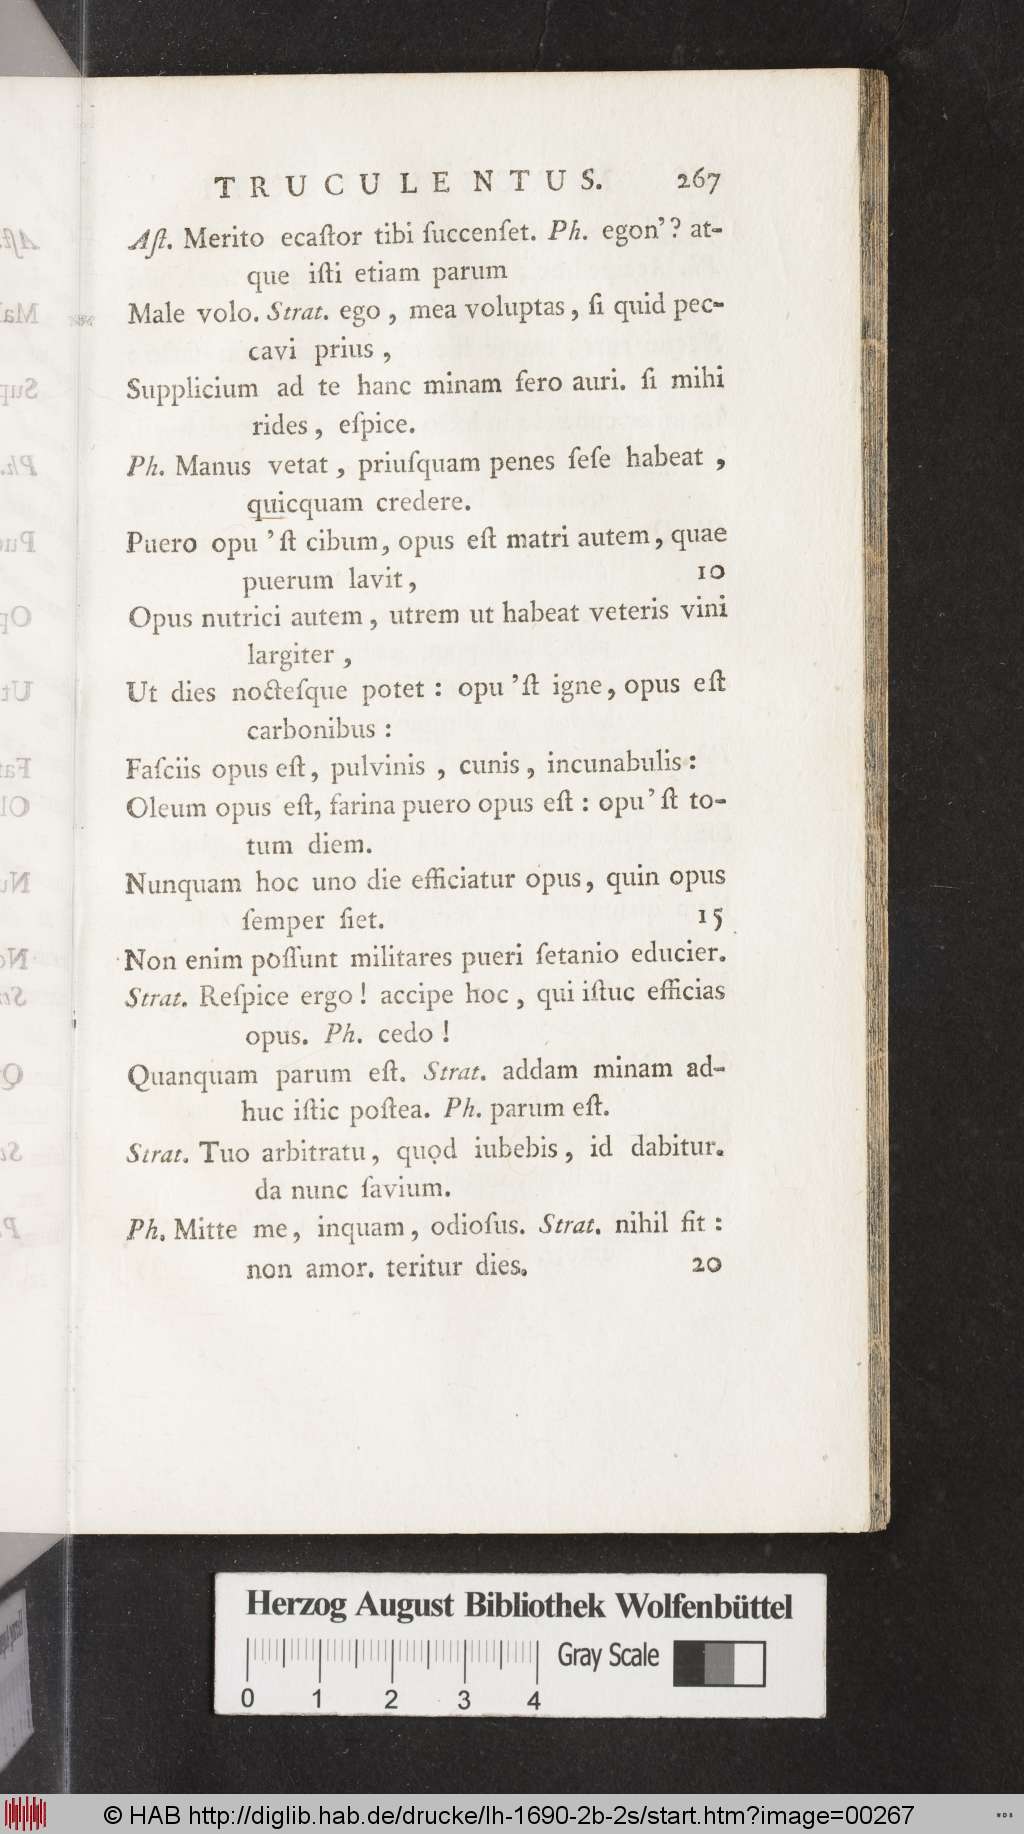 TRUCULENTUS. 267
Aſt. Merito ecaſtor tibi ſuccenſet. Ph. egon'? at-
que iſti etiam parum
Male volo. Strat. ego, mea voluptas, ſi quid pec-
cavi prius,
Supplicium ad te hanc minam fero auri. ſi mihi
rides, eſpice.
Ph. Manus vetat, priuſquam penes ſeſe habeat,
quicquam credere.
Puero opu 'ſt cibum, opus eſt matri autem, quae
puerum lavit, 10
Opus nutrici autem, utrem ut habeat veteris vini
largiter,
Ut dies nocteſque potet: opu 'ſt igne, opus eſt
carbonibus:
Faſciis opus eſt, pulvinis, cunis, incunabulis:
Oleum opus eſt, farina puero opus eſt: opu' ſt to-
tum diem.
Nunquam hoc uno die efficiatur opus, quin opus
ſemper ſiet. 15
Non enim poſſunt militares pueri ſetanio educier.
Strat. Reſpice ergo! accipe hoc, qui iſtuc efficias
opus. Ph. cedo!
Quanquam parum eſt. Strat. addam minam ad-
huc iſtic poſtea. Ph. parum eſt.
Strat. Tuo arbitratu, quod iubebis, id dabitur.
da nunc ſavium.
Ph. Mitte me, inquam, odioſus. Strat. nihil fit:
non amor. teritur dies. 20
Herzog August Bibliothek Wolfenbüttel
Gray Scale
0 1 2 3 4
© HAB http://diglib.hab.de/drucke/lh-1690-2b-2s/start.htm?image=00267